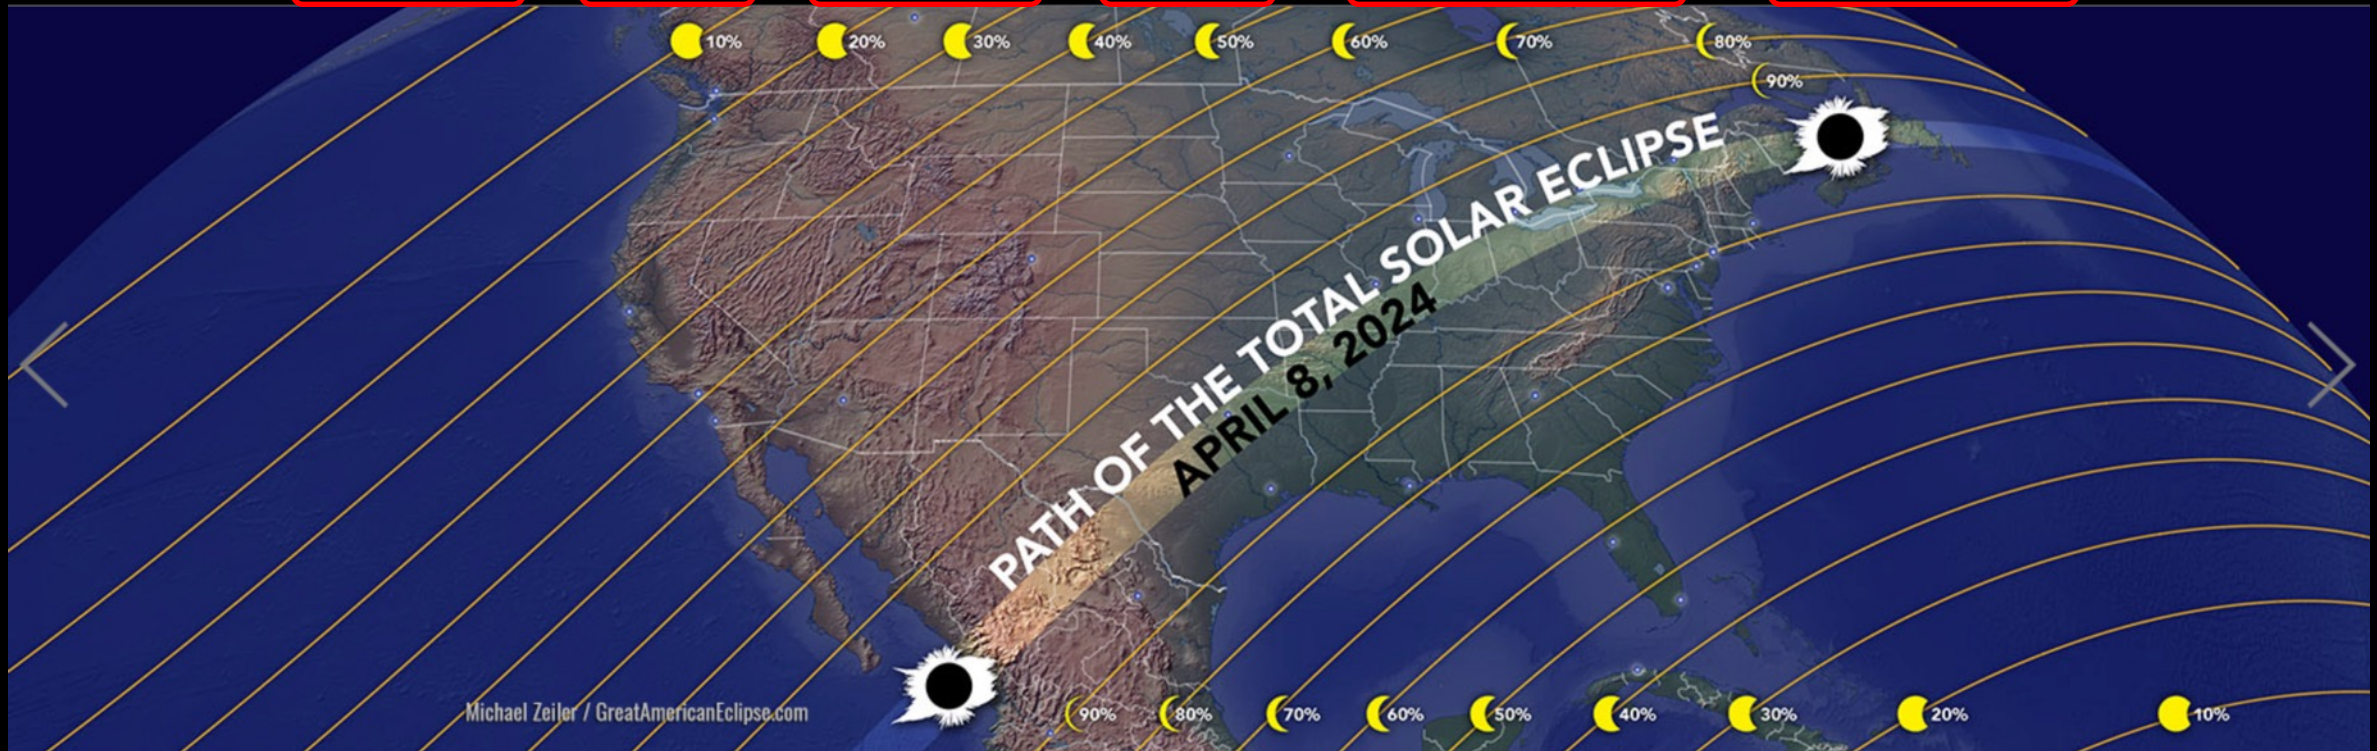 10% 20% 30% 40% 50% 60% 70% 80%
90%
PATH OF THE TOTAL SOLAR ECLIPSE
APRIL 8, 2024
Michael Zeiler / GreatAmericanEclipse.com
90% 80% 70% 60% 50% 40% 30% 20% 10%